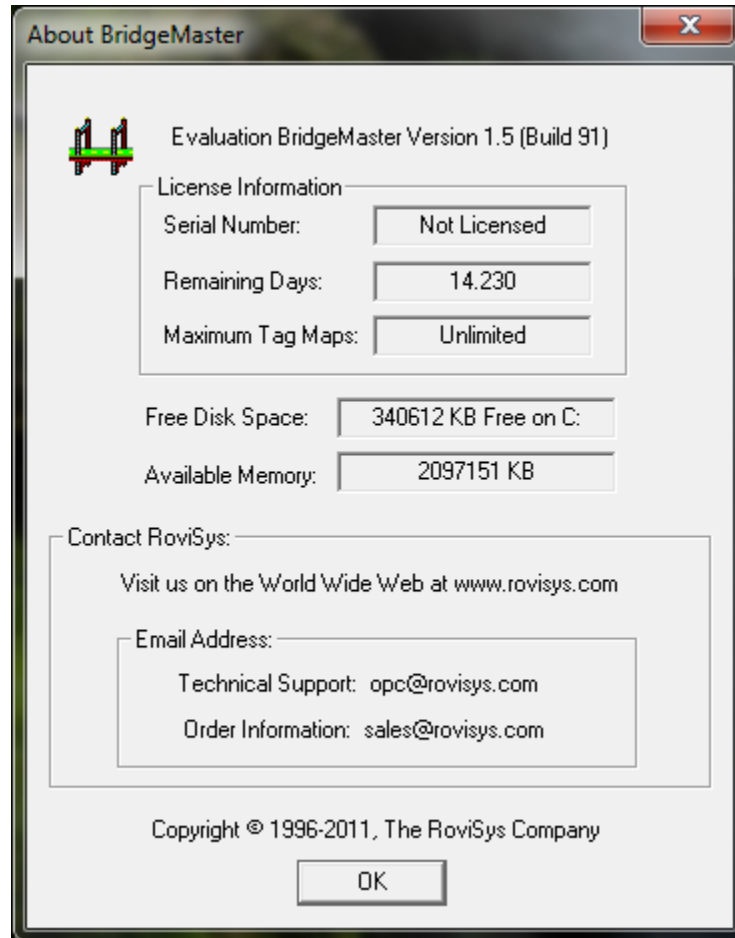 About BridgeMaster
Evaluation BridgeMaster Version 1.5 (Build 91)
License Information
Serial Number: Not Licensed
Remaining Days: 14.230
Maximum Tag Maps: Unlimited
Free Disk Space: 340612 KB Free on C:
Available Memory: 2097151 KB
Contact RoviSys:
Visit us on the World Wide Web at www.rovisys.com
Email Address:
Technical Support: opc@rovisys.com
Order Information: sales@rovisys.com
Copyright © 1996-2011, The RoviSys Company
OK